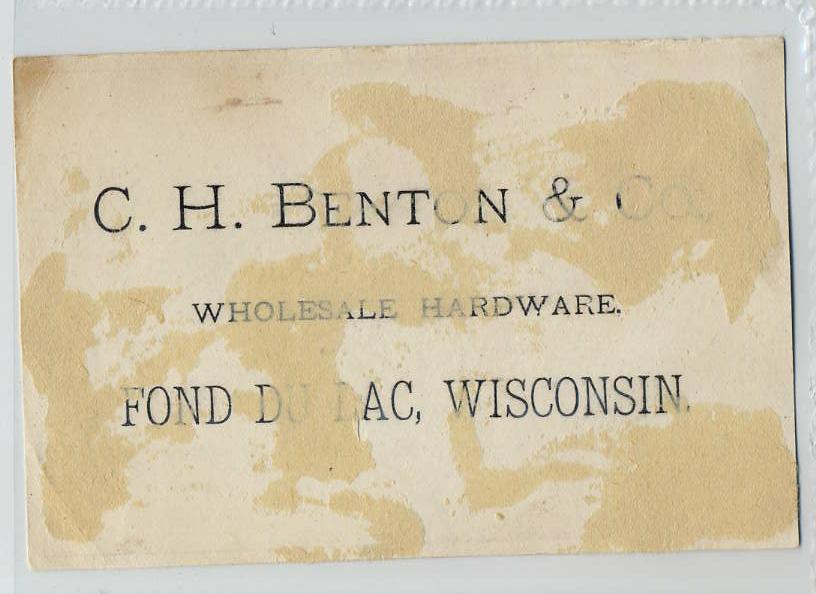 C. H. BENTON & Co.
WHOLESALE HARDWARE.
FOND DU LAC, WISCONSIN.